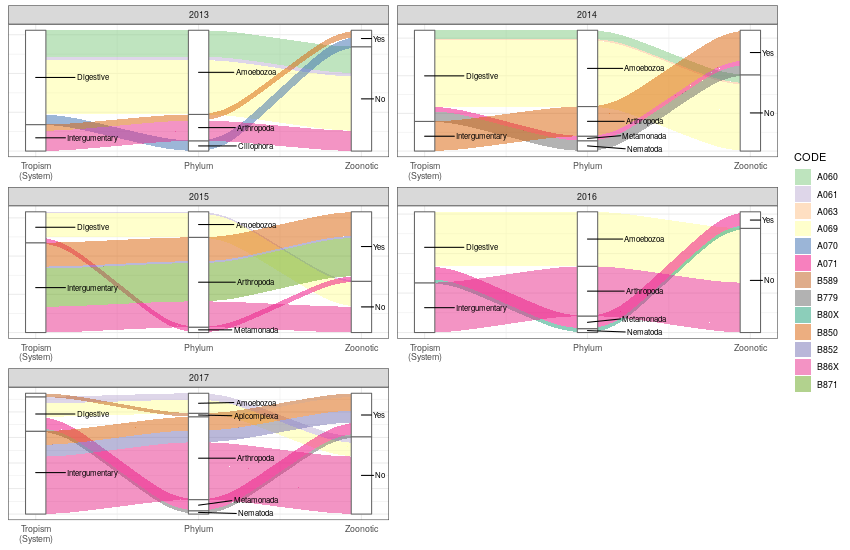 2013
Digestive
Intergumentary
Amoebozoa
Arthropoda
Ciliophora
Yes
No
Tropism
(System)
Phylum
Zoonotic
2014
Digestive
Intergumentary
Amoebozoa
Arthropoda
Metamonada
Nematoda
Yes
No
Tropism
(System)
Phylum
Zoonotic
2015
Digestive
Intergumentary
Amoebozoa
Arthropoda
Metamonada
Yes
No
Tropism
(System)
Phylum
Zoonotic
2016
Digestive
Intergumentary
Amoebozoa
Arthropoda
Metamonada
Nematoda
Yes
No
Tropism
(System)
Phylum
Zoonotic
2017
Digestive
Intergumentary
Amoebozoa
Apicomplexa
Arthropoda
Metamonada
Nematoda
Yes
No
Tropism
(System)
Phylum
Zoonotic
CODE
A060
A061
A063
A069
A070
A071
B589
B779
B80X
B850
B852
B86X
B871